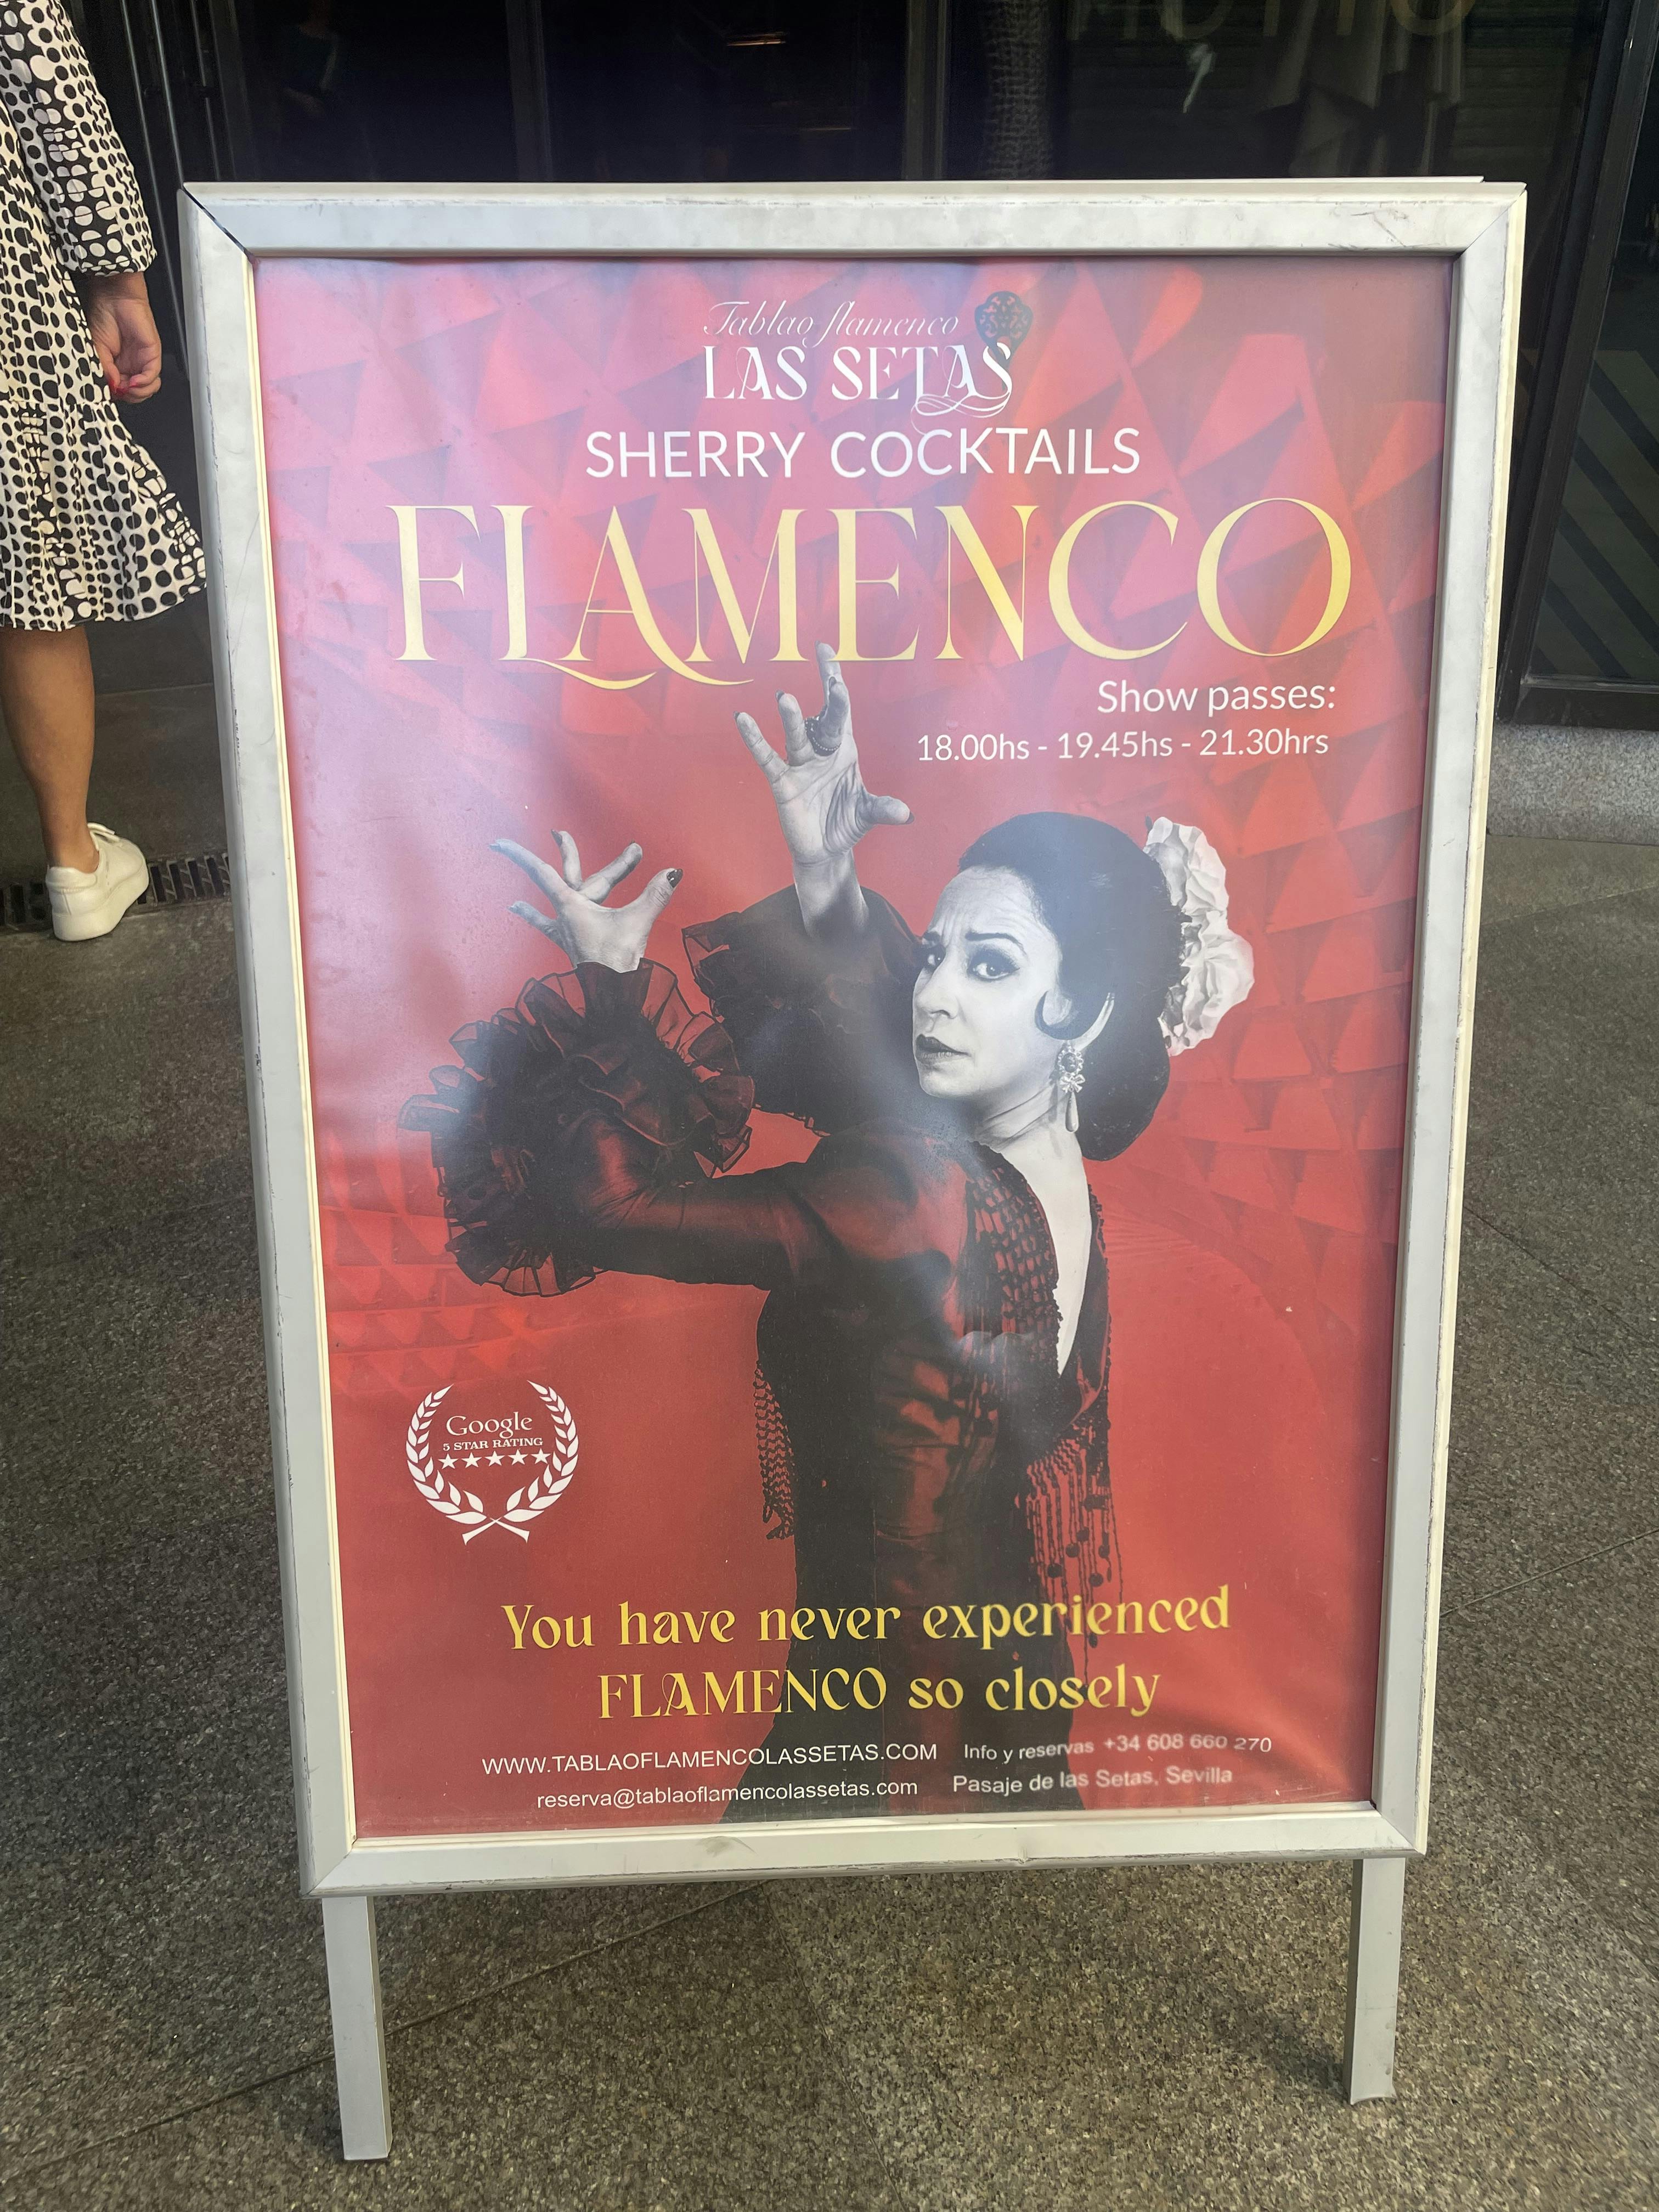 Tablao flamenco
LAS SETAS
SHERRY COCKTAILS
FLAMENCO
Show passes:
18.00hs - 19.45hs - 21.30hrs
Google
5 STAR RATING
You have never experienced
FLAMENCO so closely
WWW.TABLAOFLAMENCOLASSETAS.COM Info y reservas +34 608 660 270
reserva@tablaoflamencolassetas.com Pasaje de las Setas, Sevilla